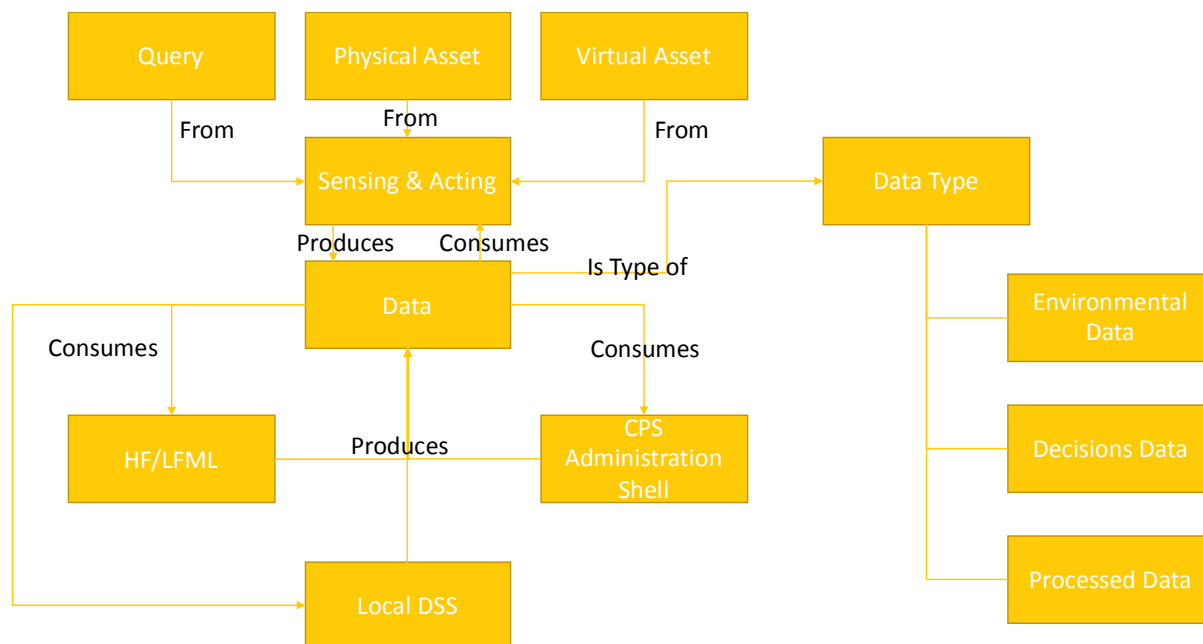 Query
Physical Asset
Virtual Asset
From
From
From
Sensing & Acting
Data Type
Produces
Consumes
Is Type of
Data
Environmental
Data
Consumes
Consumes
HF/LFML
Produces
CPS
Administration
Shell
Decisions Data
Processed Data
Local DSS